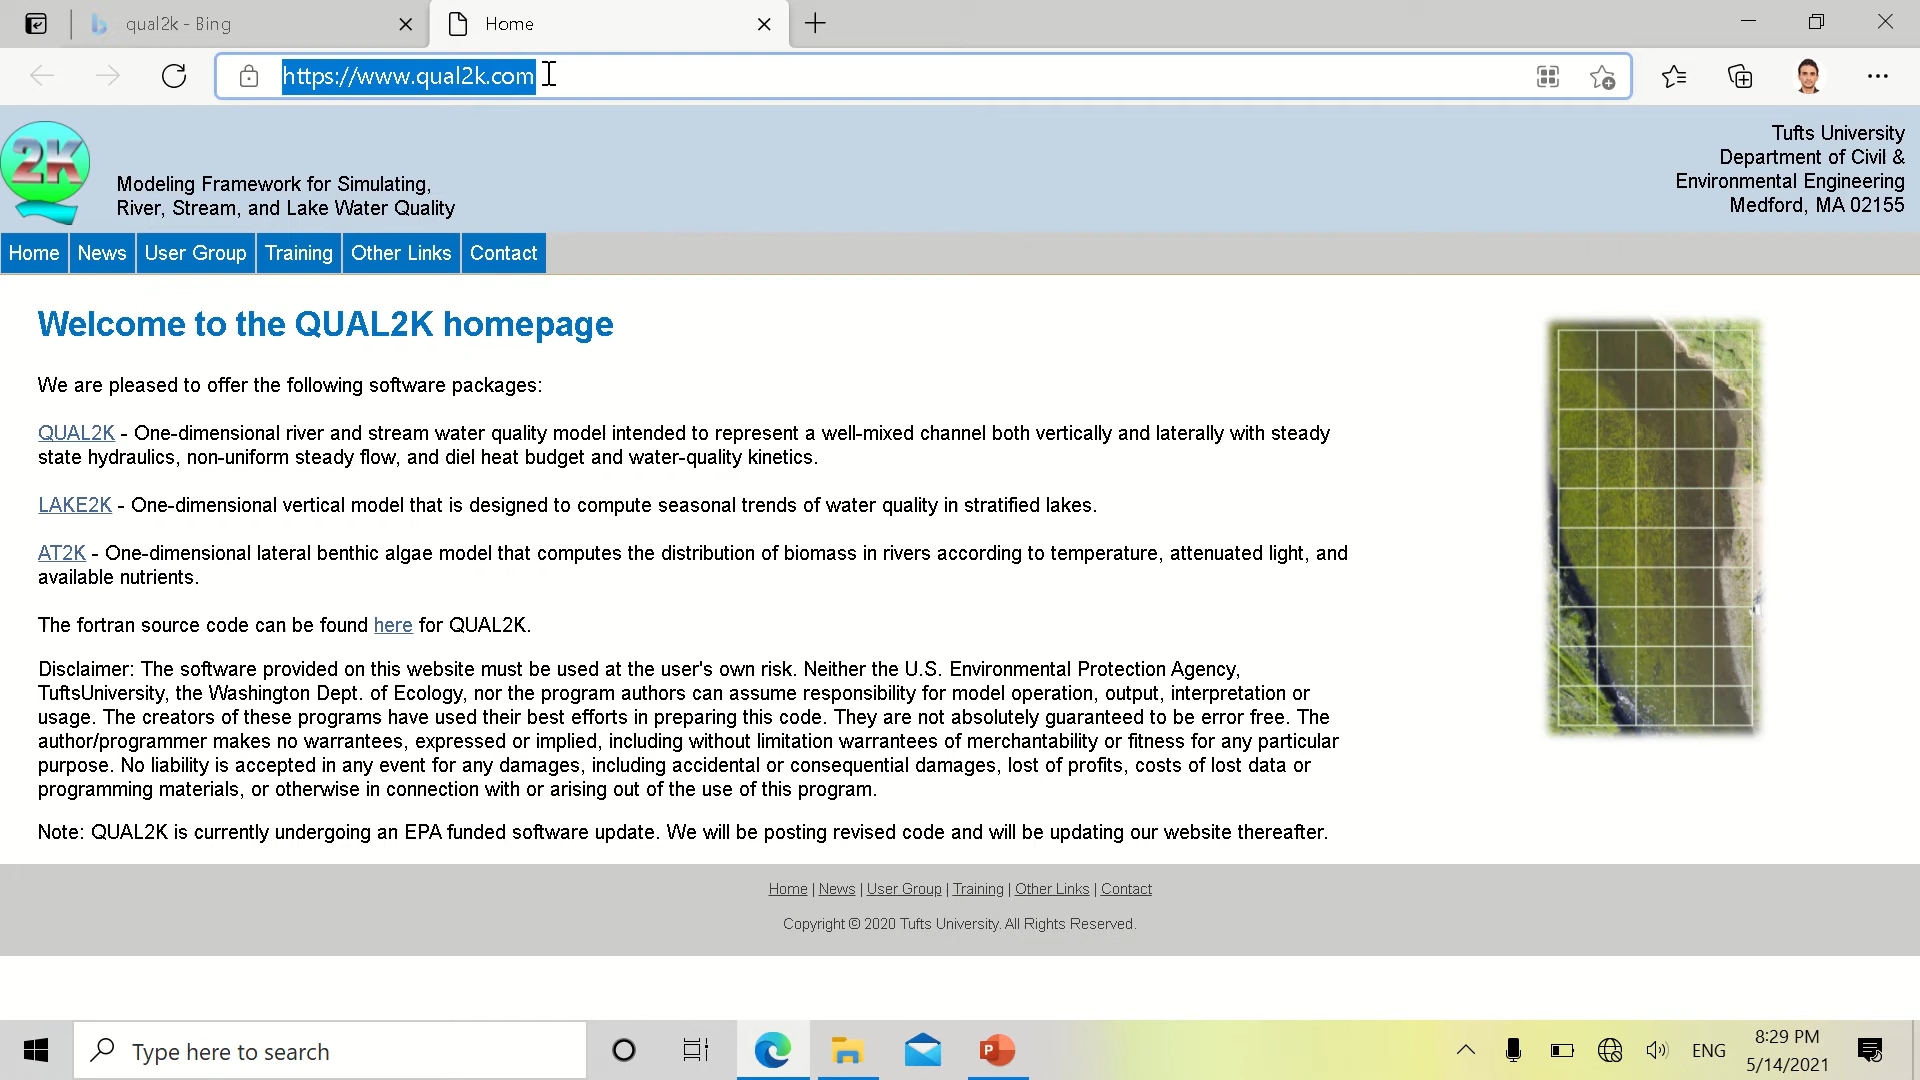 qual2k - Bing
Home
https://www.qual2k.com
2K
Modeling Framework for Simulating,
River, Stream, and Lake Water Quality
Tufts University
Department of Civil &
Environmental Engineering
Medford, MA 02155
Home
News
User Group
Training
Other Links
Contact
Welcome to the QUAL2K homepage
We are pleased to offer the following software packages:
QUAL2K - One-dimensional river and stream water quality model intended to represent a well-mixed channel both vertically and laterally with steady
state hydraulics, non-uniform steady flow, and diel heat budget and water-quality kinetics.
LAKE2K - One-dimensional vertical model that is designed to compute seasonal trends of water quality in stratified lakes.
AT2K - One-dimensional lateral benthic algae model that computes the distribution of biomass in rivers according to temperature, attenuated light, and
available nutrients.
The fortran source code can be found here for QUAL2K.
Disclaimer: The software provided on this website must be used at the user's own risk. Neither the U.S. Environmental Protection Agency,
TuftsUniversity, the Washington Dept. of Ecology, nor the program authors can assume responsibility for model operation, output, interpretation or
usage. The creators of these programs have used their best efforts in preparing this code. They are not absolutely guaranteed to be error free. The
author/programmer makes no warrantees, expressed or implied, including without limitation warrantees of merchantability or fitness for any particular
purpose. No liability is accepted in any event for any damages, including accidental or consequential damages, lost of profits, costs of lost data or
programming materials, or otherwise in connection with or arising out of the use of this program.
Note: QUAL2K is currently undergoing an EPA funded software update. We will be posting revised code and will be updating our website thereafter.
Home | News | User Group | Training | Other Links | Contact
Copyright © 2020 Tufts University. All Rights Reserved.
Type here to search
P
ENG
8:29 PM
5/14/2021